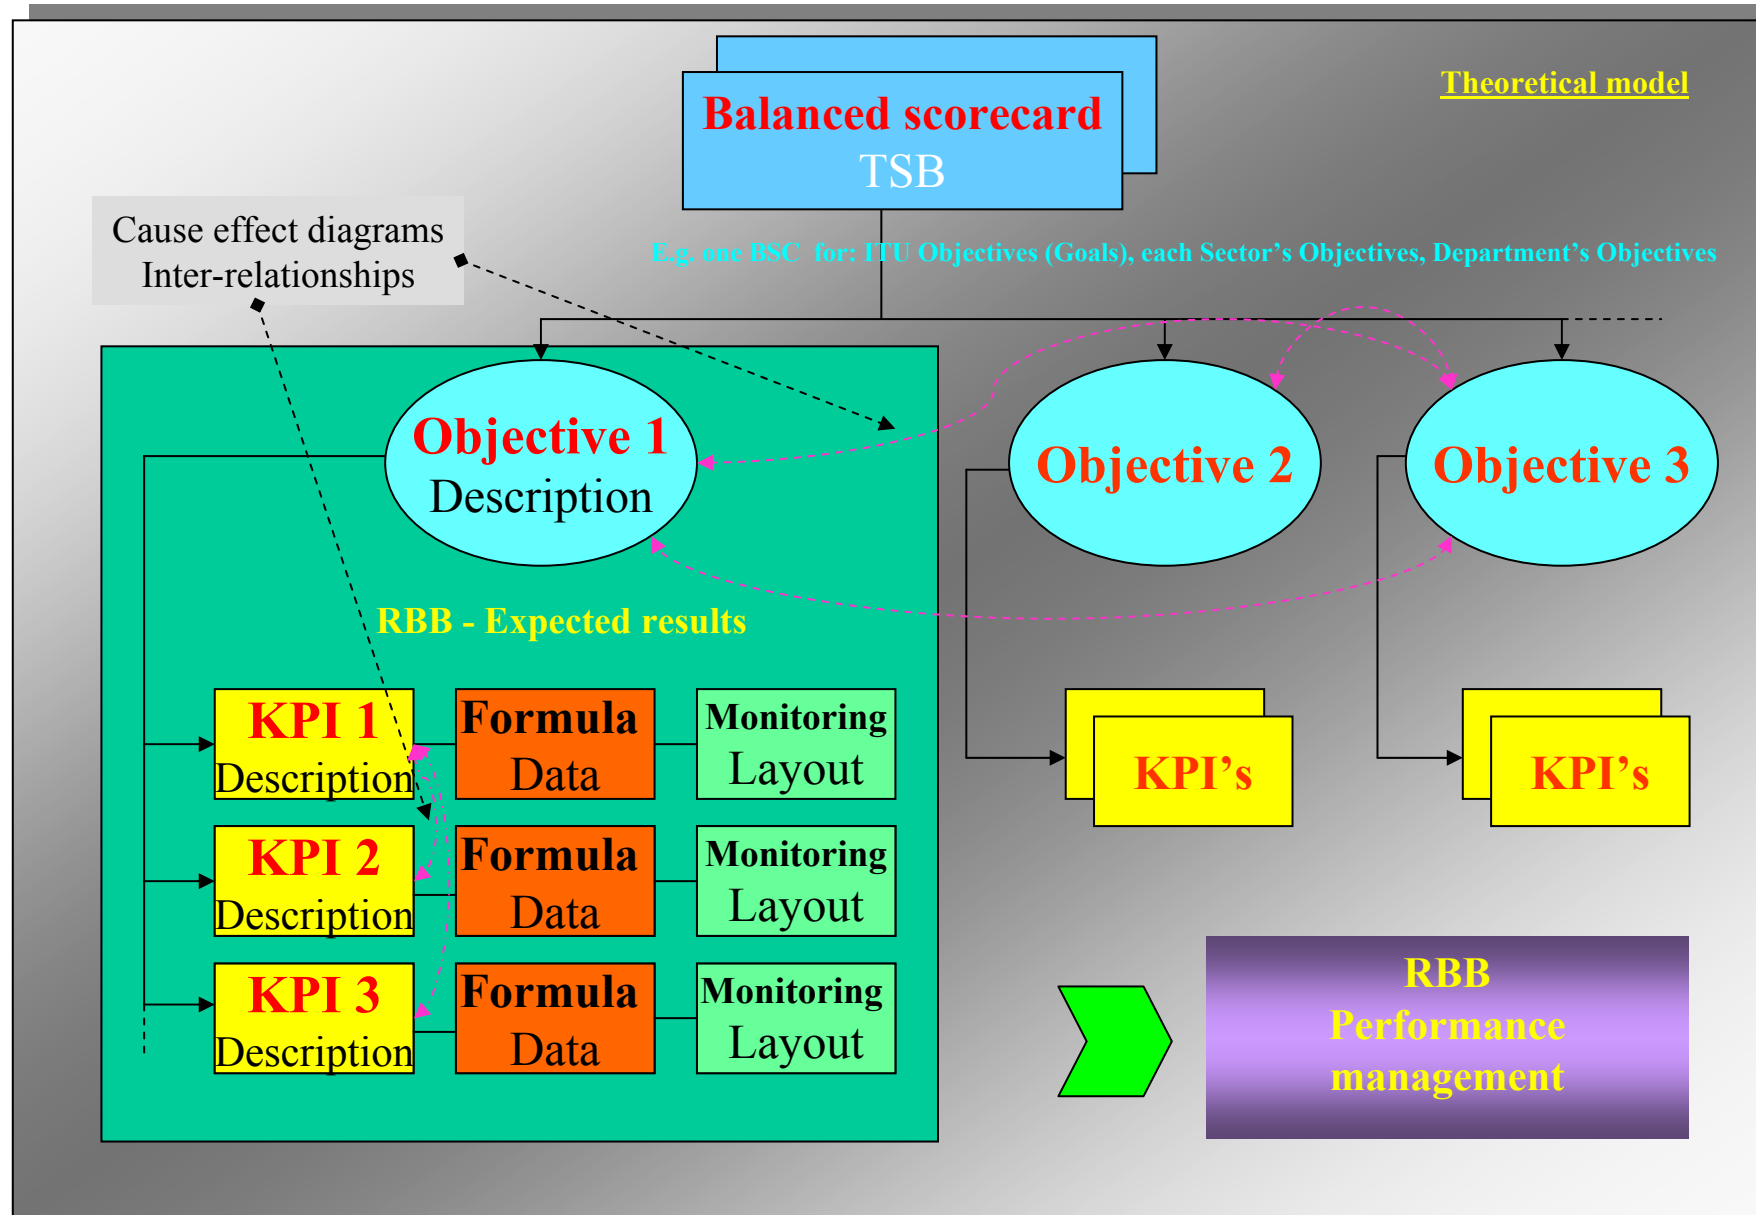 Theoretical model
Balanced scorecard
TSB
Cause effect diagrams
Inter-relationships
E.g. one BSC for: ITU Objectives (Goals), each Sector’s Objectives, Department’s Objectives
Objective 1
Description
Objective 2
Objective 3
RBB - Expected results
KPI 1
Description
Formula
Data
Monitoring
Layout
KPI’s
KPI’s
KPI 2
Description
Formula
Data
Monitoring
Layout
KPI 3
Description
Formula
Data
Monitoring
Layout
RBB
Performance
management